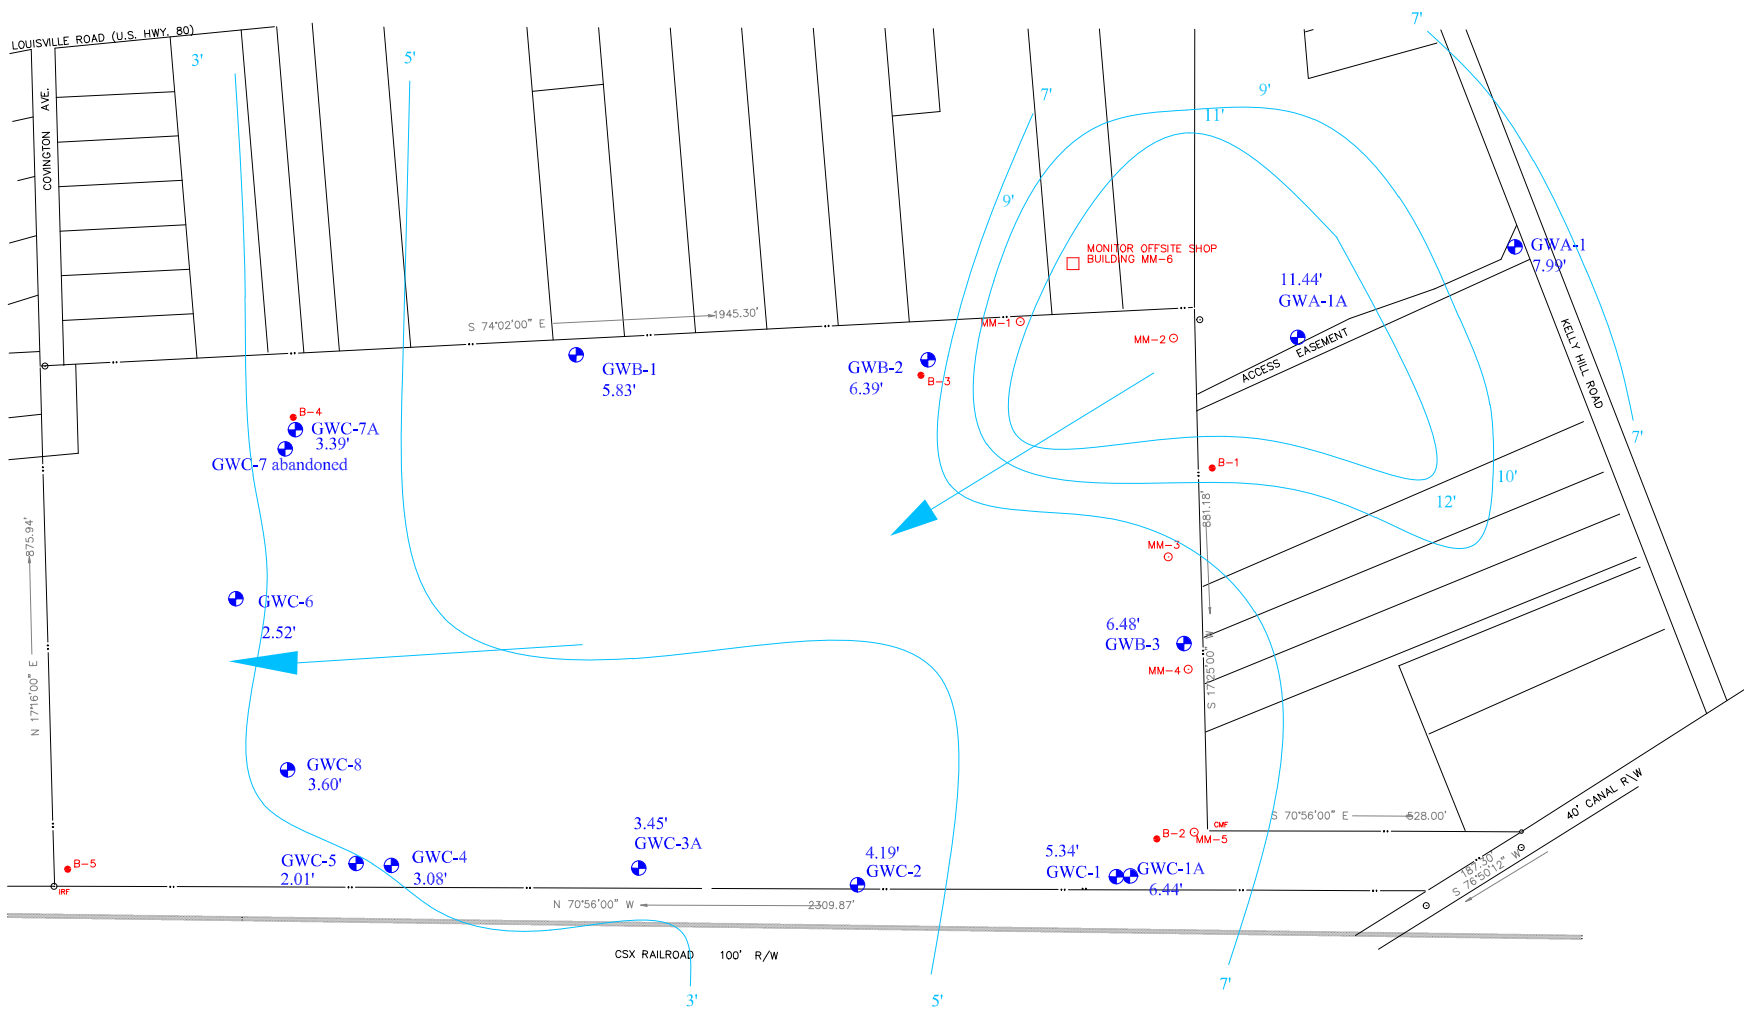 LOUISVILLE ROAD (U.S. HWY. 80)
COVINGTON AVE.
3'
5'
7'
9'
11'
7'
9'
MONITOR OFFSITE SHOP
BUILDING MM-6
GWA-1
7.99'
11.44'
GWA-1A
S 74°02'00" E
1945.30'
MM-1
MM-2
ACCESS EASEMENT
KELLY HILL ROAD
GWB-1
5.83'
GWB-2
6.39'
B-3
B-4
GWC-7A
3.39'
GWC-7 abandoned
7'
B-1
10'
12'
875.94'
N 17°16'00" E
881.18'
S 17°25'00" W
MM-3
GWC-6
2.52'
6.48'
GWB-3
MM-4
GWC-8
3.60'
3.45'
GWC-3A
4.19'
GWC-2
5.34'
GWC-1
GWC-1A
6.44'
B-2
MM-5
CMF
S 70°56'00" E
528.00'
40' CANAL R\W
187.50'
S 76°50'12" W
GWC-5
2.01'
GWC-4
3.08'
B-5
IRF
N 70°56'00" W
2309.87'
CSX RAILROAD 100' R/W
3'
5'
7'